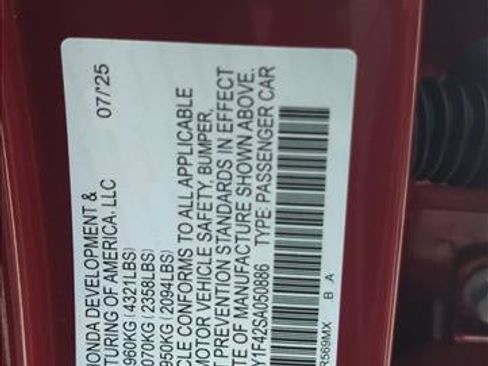 HONDA DEVELOPMENT &
TURING OF AMERICA, LLC 07/'25
960KG (4321LBS)
070KG (2358LBS)
950KG (2094LBS)
CLE CONFORMS TO ALL APPLICABLE
MOTOR VEHICLE SAFETY, BUMPER,
T PREVENTION STANDARDS IN EFFECT
TE OF MANUFACTURE SHOWN ABOVE.
Y1F42SA050886 TYPE: PASSENGER CAR
R569MX B A